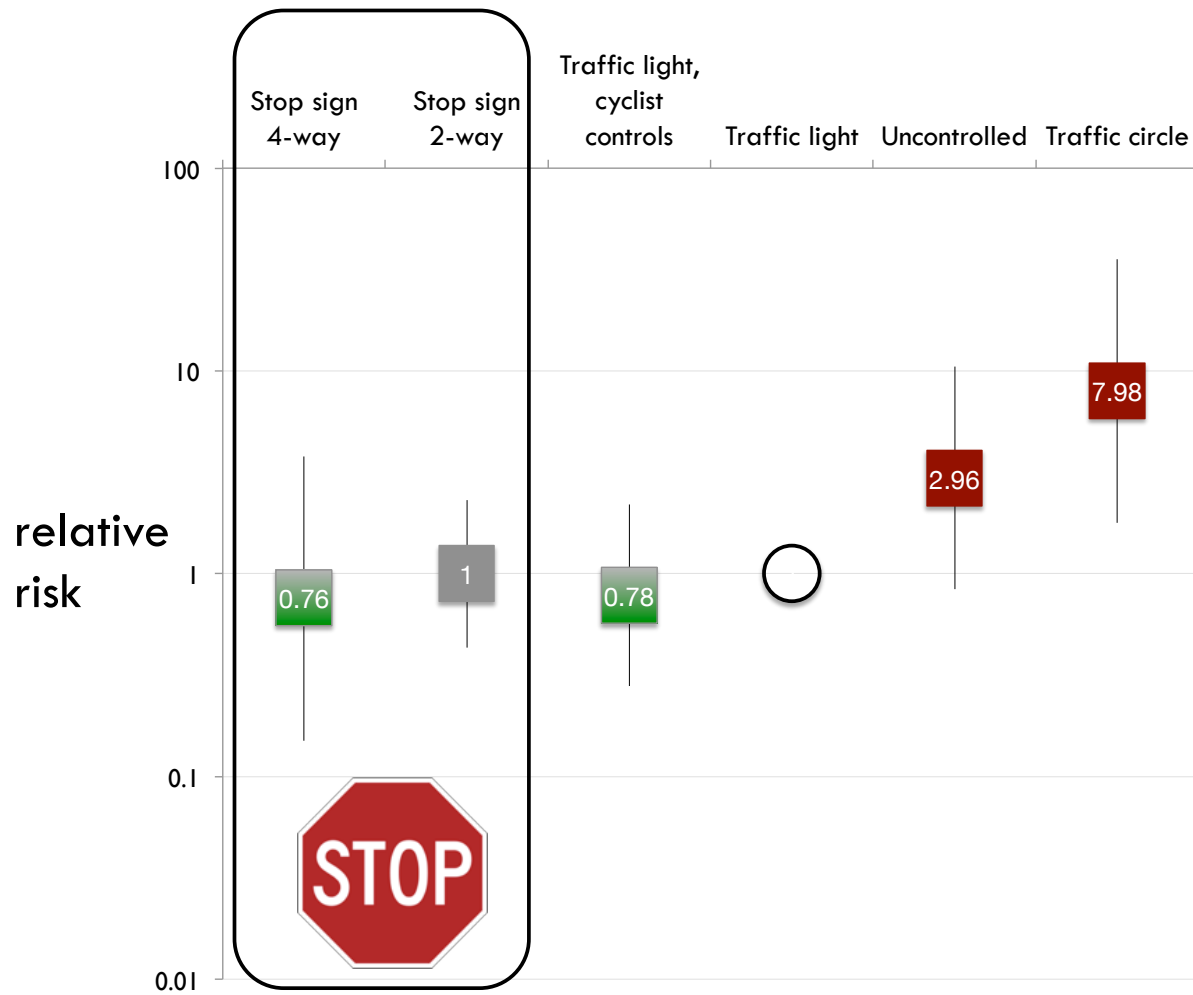 Stop sign
4-way
Stop sign
2-way
Traffic light,
cyclist
controls
Traffic light
Uncontrolled
Traffic circle
100
10
1
0.1
0.01
relative
risk
0.76
1
0.78
2.96
7.98
STOP